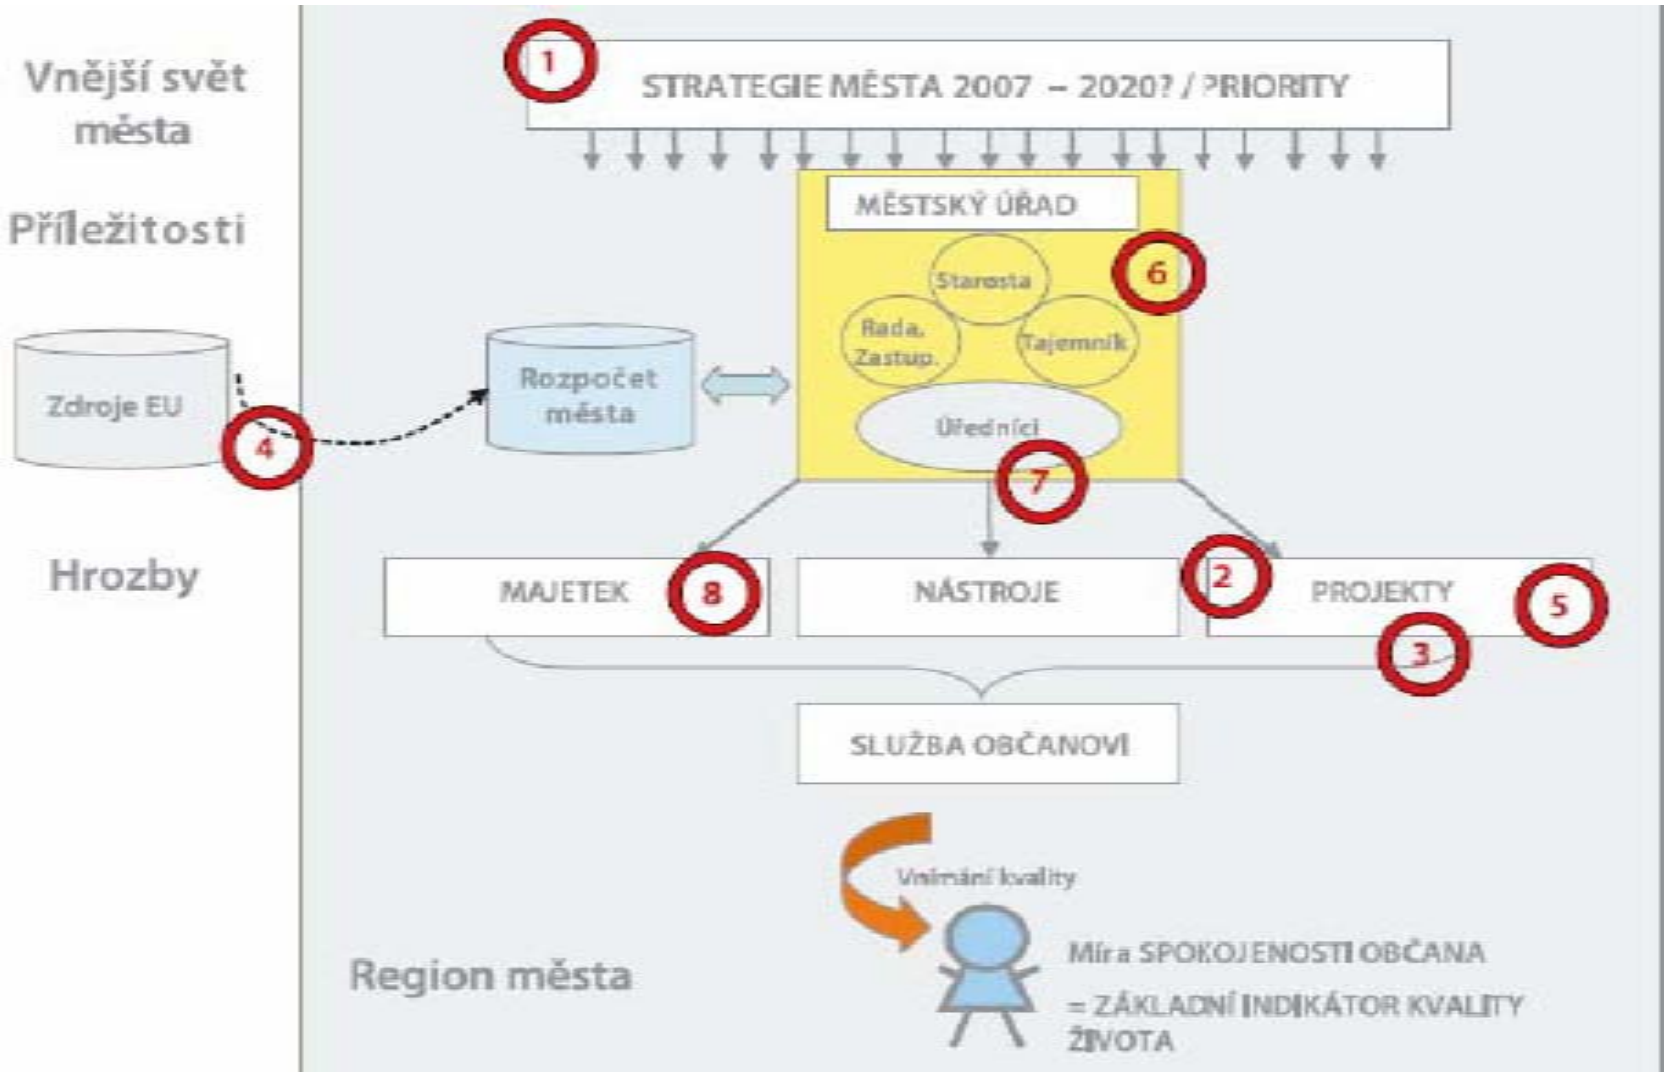 Vnější svět
města
Příležitosti
Hrozby
1
STRATEGIE MĚSTA 2007 – 2020? / PRIORITY
MĚSTSKÝ ÚŘAD
6
Starosta
Rada,
Zastup.
Tajemník
Úředníci
7
Zdroje EU
4
Rozpočet
města
MAJETEK
8
NÁSTROJE
2
PROJEKTY
5
3
SLUŽBA OBČANOVI
Vnímání kvality
Míra SPOKOJENOSTI OBČANA
= ZÁKLADNÍ INDIKÁTOR KVALITY
ŽIVOTA
Region města